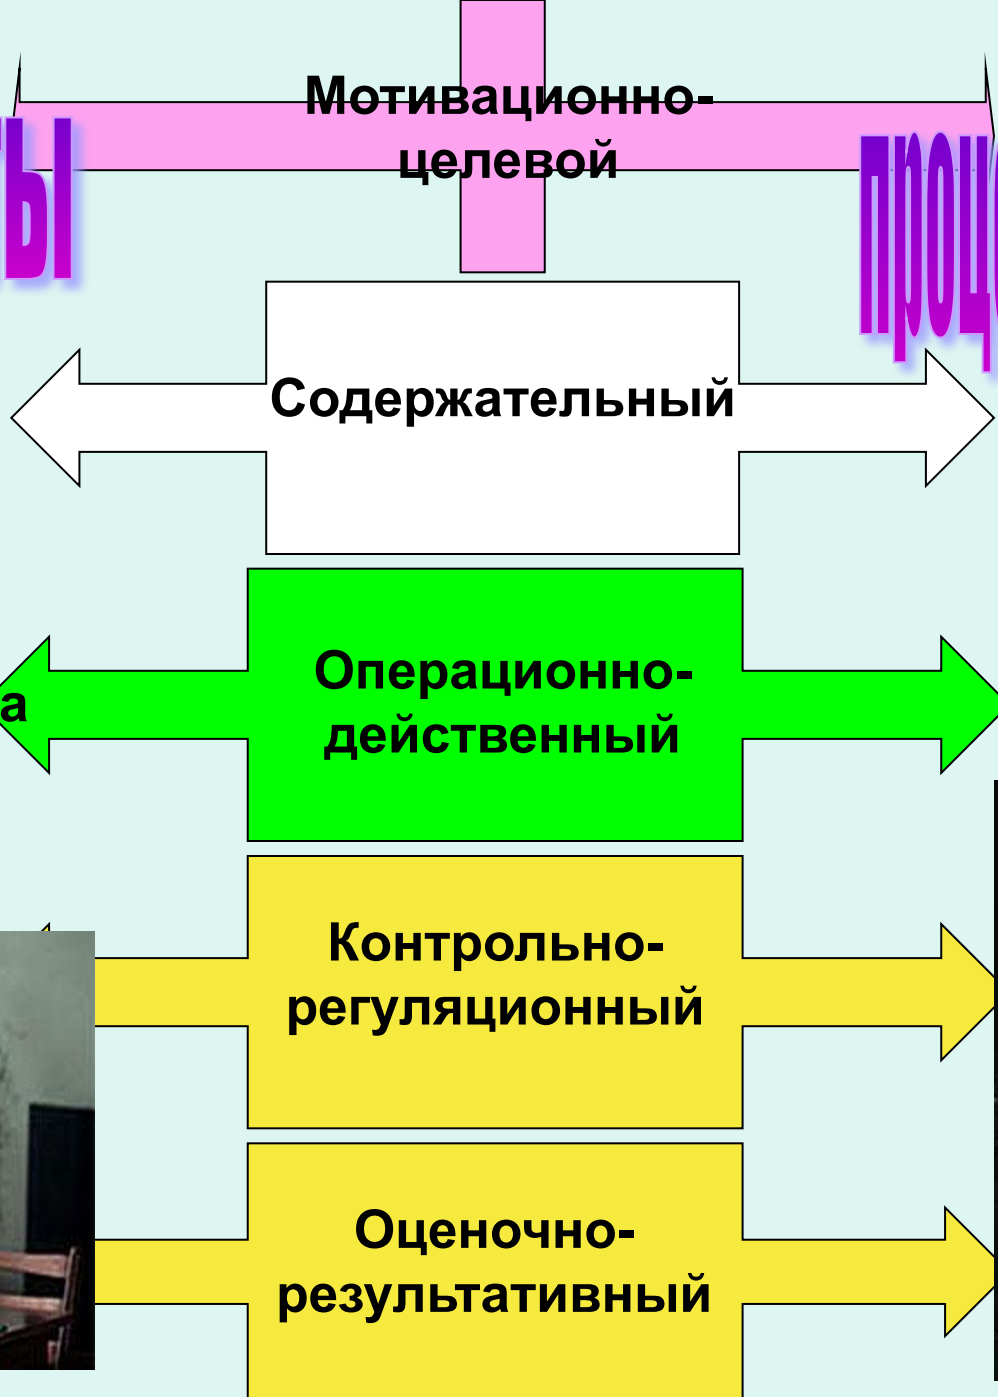 Мотивационно-
целевой
Содержательный
Операционно-
действенный
Контрольно-
регуляционный
Оценочно-
результативный